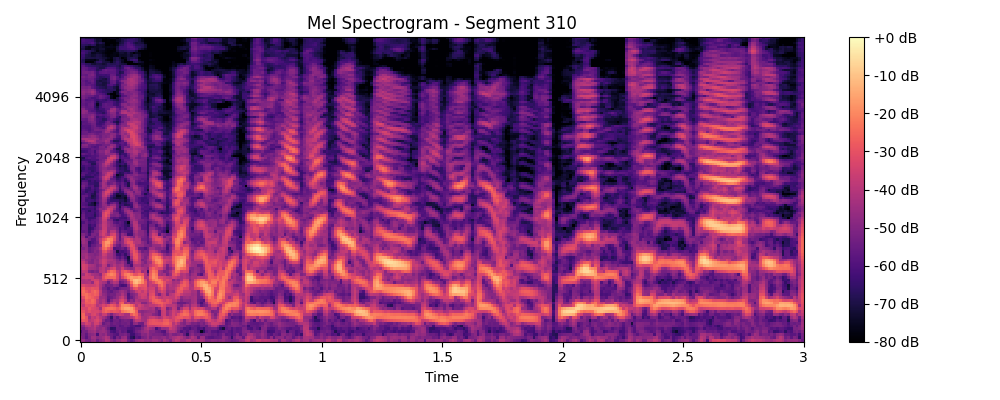 Mel Spectrogram - Segment 310
Frequency
4096
2048
1024
512
0
0 0.5 1 1.5 2 2.5 3
Time
+0 dB
-10 dB
-20 dB
-30 dB
-40 dB
-50 dB
-60 dB
-70 dB
-80 dB